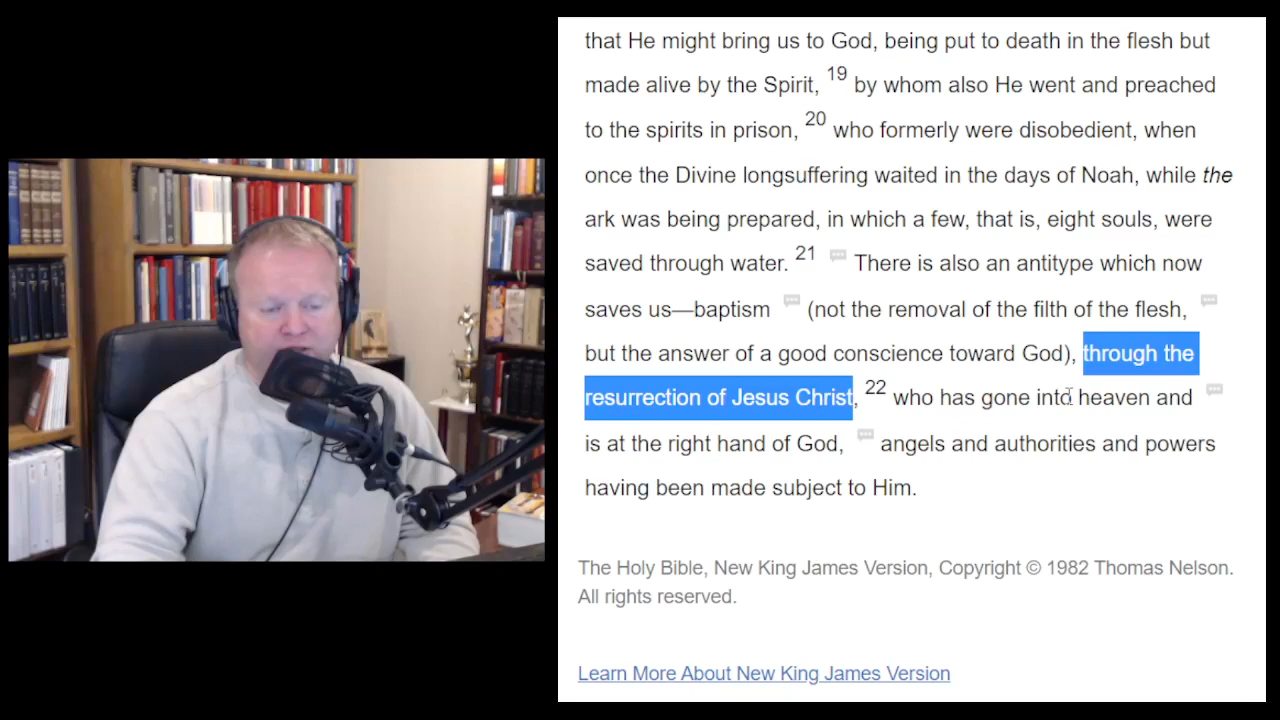 that He might bring us to God, being put to death in the flesh but
made alive by the Spirit, 19 by whom also He went and preached
to the spirits in prison, 20 who formerly were disobedient, when
once the Divine longsuffering waited in the days of Noah, while the
ark was being prepared, in which a few, that is, eight souls, were
saved through water. 21 There is also an antitype which now
saves us—baptism (not the removal of the filth of the flesh,
but the answer of a good conscience toward God), through the
resurrection of Jesus Christ, 22 who has gone into heaven and
is at the right hand of God, angels and authorities and powers
having been made subject to Him.
The Holy Bible, New King James Version, Copyright © 1982 Thomas Nelson.
All rights reserved.
Learn More About New King James Version